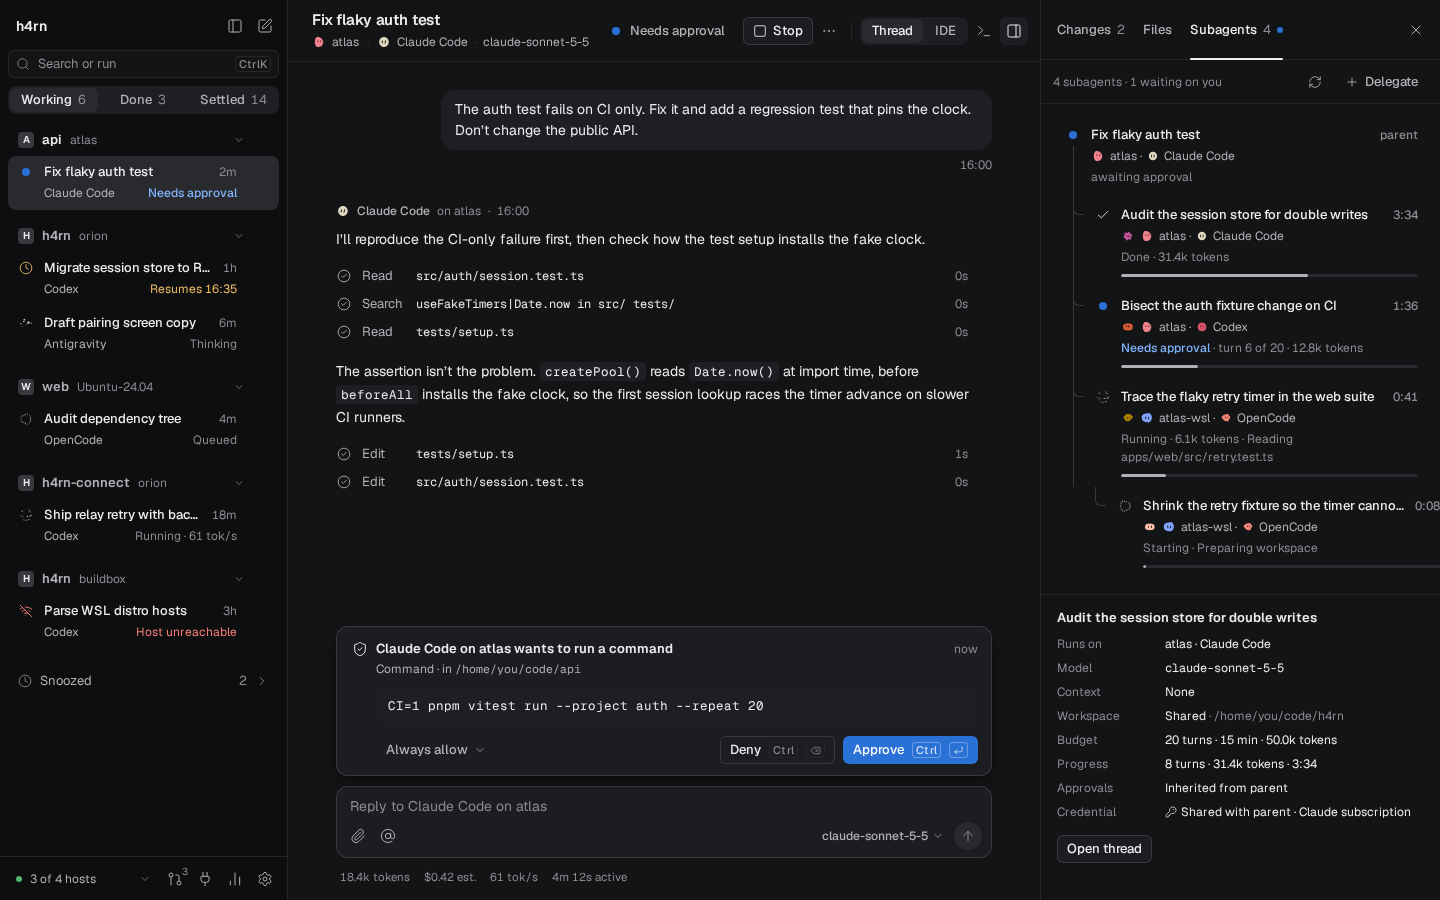 h4rn
Search or run
CtrlK
Working 6
Done 3
Settled 14
A api atlas
Fix flaky auth test 2m
Claude Code Needs approval
H h4rn orion
Migrate session store to R... 1h
Codex Resumes 16:35
Draft pairing screen copy 6m
Antigravity Thinking
W web Ubuntu-24.04
Audit dependency tree 4m
OpenCode Queued
H h4rn-connect orion
Ship relay retry with bac... 18m
Codex Running · 61 tok/s
H h4rn buildbox
Parse WSL distro hosts 3h
Codex Host unreachable
Snoozed 2
3 of 4 hosts
3
Fix flaky auth test
atlas · Claude Code · claude-sonnet-5-5
Needs approval
Stop
Thread
IDE
The auth test fails on CI only. Fix it and add a regression test that pins the clock.
Don't change the public API.
16:00
Claude Code on atlas · 16:00
I'll reproduce the CI-only failure first, then check how the test setup installs the fake clock.
Read src/auth/session.test.ts 0s
Search useFakeTimers|Date.now in src/ tests/ 0s
Read tests/setup.ts 0s
The assertion isn't the problem. createPool() reads Date.now() at import time, before
beforeAll installs the fake clock, so the first session lookup races the timer advance on slower
CI runners.
Edit tests/setup.ts 1s
Edit src/auth/session.test.ts 0s
Claude Code on atlas wants to run a command now
Command · in /home/you/code/api
CI=1 pnpm vitest run --project auth --repeat 20
Always allow
Deny Ctrl
Approve Ctrl
Reply to Claude Code on atlas
claude-sonnet-5-5
18.4k tokens $0.42 est. 61 tok/s 4m 12s active
Changes 2
Files
Subagents 4
4 subagents · 1 waiting on you
Delegate
Fix flaky auth test parent
atlas · Claude Code
awaiting approval
Audit the session store for double writes 3:34
atlas · Claude Code
Done · 31.4k tokens
Bisect the auth fixture change on CI 1:36
atlas · Codex
Needs approval · turn 6 of 20 · 12.8k tokens
Trace the flaky retry timer in the web suite 0:41
atlas-wsl · OpenCode
Running · 6.1k tokens · Reading
apps/web/src/retry.test.ts
Shrink the retry fixture so the timer canno... 0:08
atlas-wsl · OpenCode
Starting · Preparing workspace
Audit the session store for double writes
Runs on atlas · Claude Code
Model claude-sonnet-5-5
Context None
Workspace Shared · /home/you/code/h4rn
Budget 20 turns · 15 min · 50.0k tokens
Progress 8 turns · 31.4k tokens · 3:34
Approvals Inherited from parent
Credential Shared with parent · Claude subscription
Open thread